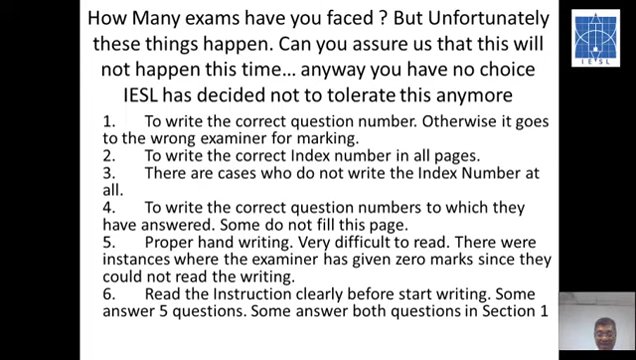 How Many exams have you faced ? But Unfortunately
these things happen. Can you assure us that this will
not happen this time... anyway you have no choice
IESL has decided not to tolerate this anymore
1. To write the correct question number. Otherwise it goes
to the wrong examiner for marking.
2. To write the correct Index number in all pages.
3. There are cases who do not write the Index Number at
all.
4. To write the correct question numbers to which they
have answered. Some do not fill this page.
5. Proper hand writing. Very difficult to read. There were
instances where the examiner has given zero marks since they
could not read the writing.
6. Read the Instruction clearly before start writing. Some
answer 5 questions. Some answer both questions in Section 1
I E S L